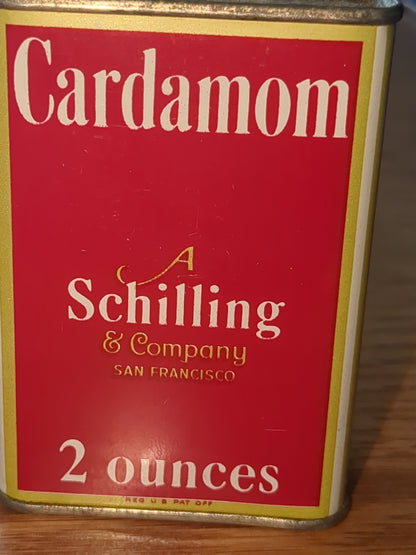 Cardamom
A
Schilling
& Company
SAN FRANCISCO
2 ounces
REG U S PAT OFF